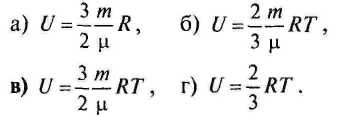 а) U = 3/2 m/μ R, б) U = 2/3 m/μ RT,
в) U = 3/2 m/μ RT, г) U = 2/3 RT.